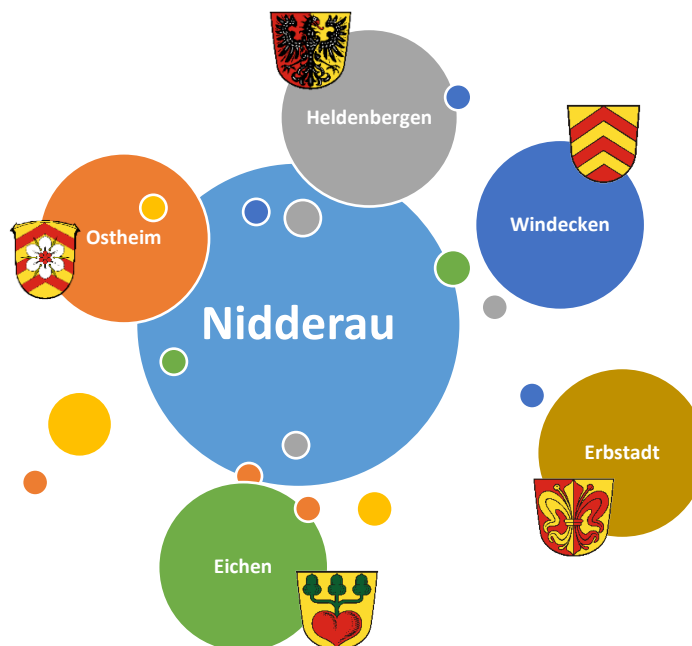 Heldenbergen
Windecken
Ostheim
Nidderau
Erbstadt
Eichen